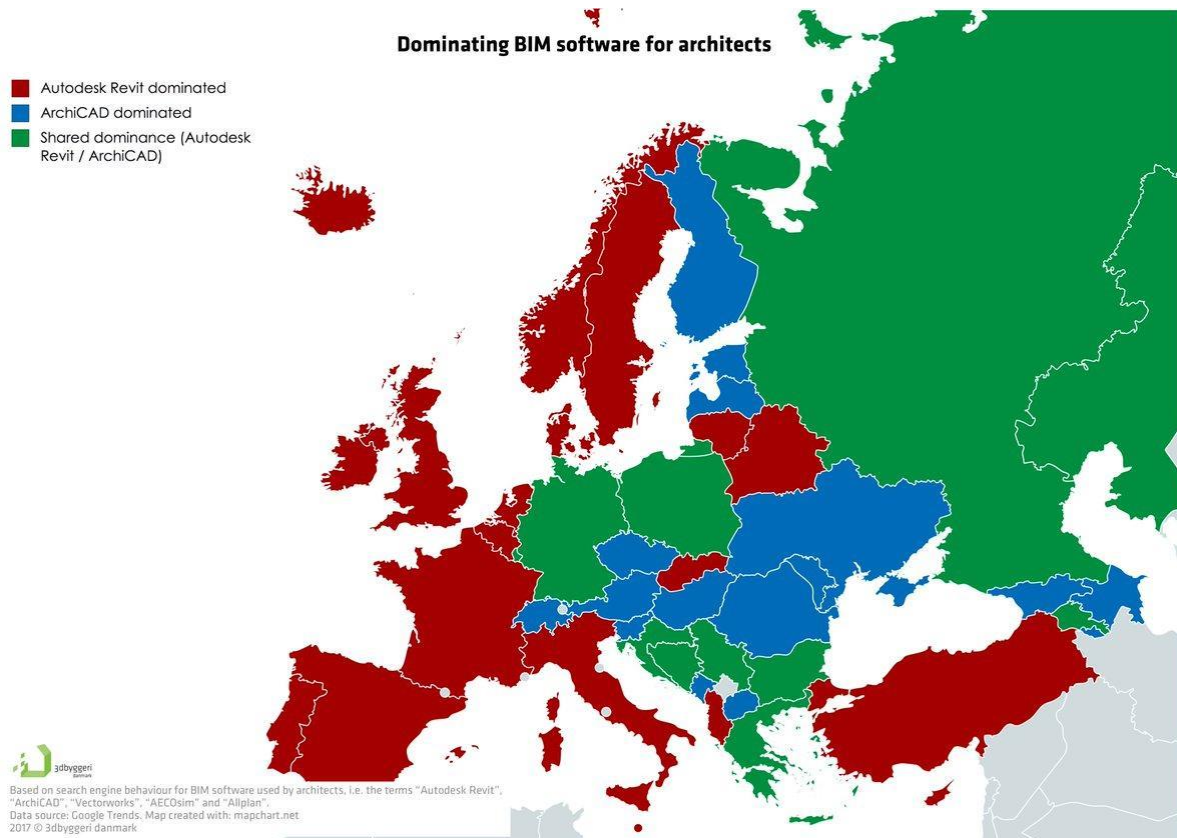 Dominating BIM software for architects
Autodesk Revit dominated
ArchiCAD dominated
Shared dominance (Autodesk
Revit / ArchiCAD)
3dbyggeri
danmark
Based on search engine behaviour for BIM software used by architects, i.e. the terms "Autodesk Revit",
"ArchiCAD", "Vectorworks", "AECOsim" and "Allplan".
Data source: Google Trends. Map created with: mapchart.net
2017 © 3dbyggeri danmark